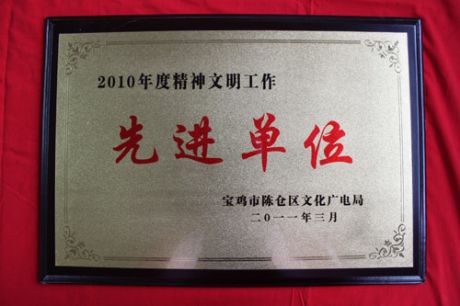 2010年度精神文明工作
先进单位
宝鸡市陈仓区文化广电局
二〇一一年三月